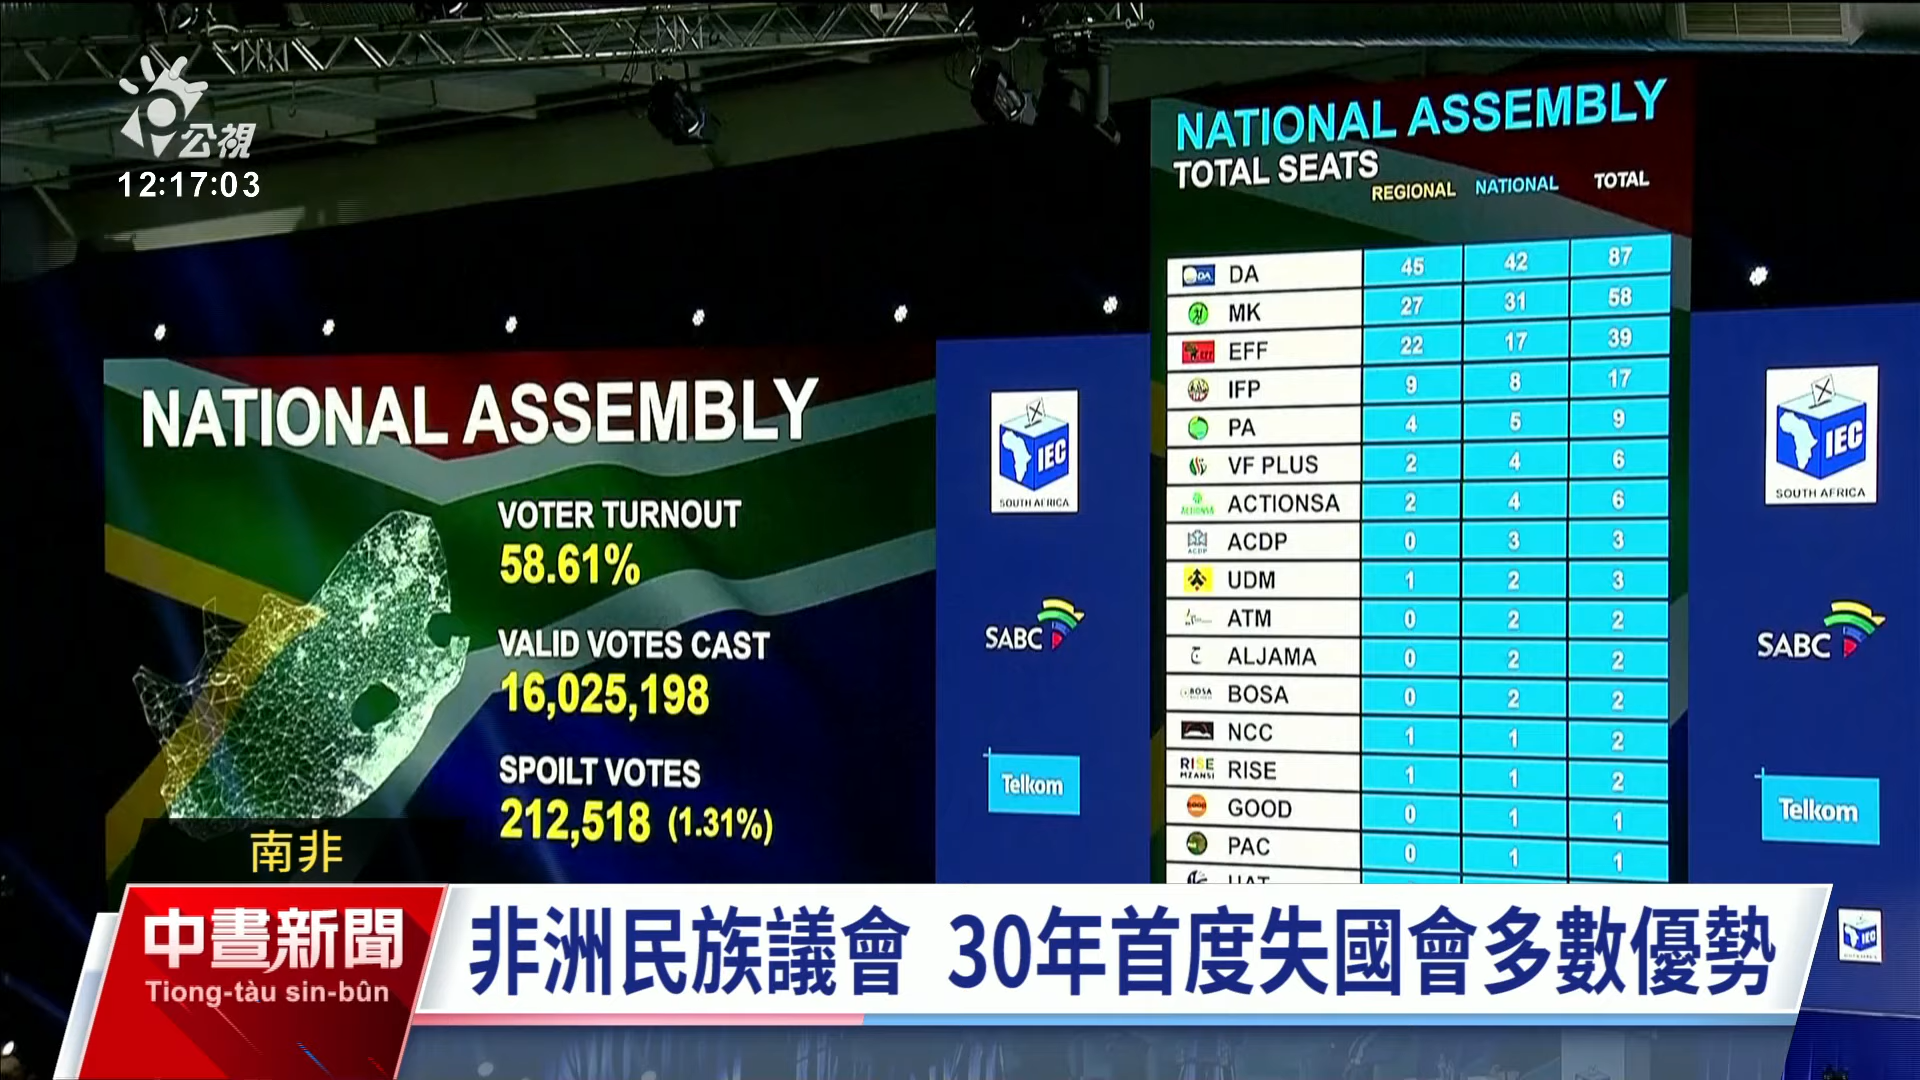 公視
12:17:03
NATIONAL ASSEMBLY
VOTER TURNOUT
58.61%
VALID VOTES CAST
16,025,198
SPOILT VOTES
212,518 (1.31%)
IEC
SOUTH AFRICA
SABC
Telkom
NATIONAL ASSEMBLY
TOTAL SEATS
REGIONAL NATIONAL TOTAL
DA 45 42 87
MK 27 31 58
EFF 22 17 39
IFP 9 8 17
PA 4 5 9
VF PLUS 2 4 6
ACTIONSA 2 4 6
ACDP 0 3 3
UDM 1 2 3
ATM 0 2 2
ALJAMA 0 2 2
BOSA 0 2 2
NCC 1 1 2
RISE MZANSI RISE 1 1 2
GOOD 0 1 1
PAC 0 1 1
IEC
SOUTH AFRICA
SABC
Telkom
IEC
南非
中晝新聞
Tiong-tàu sin-bûn
非洲民族議會 30年首度失國會多數優勢